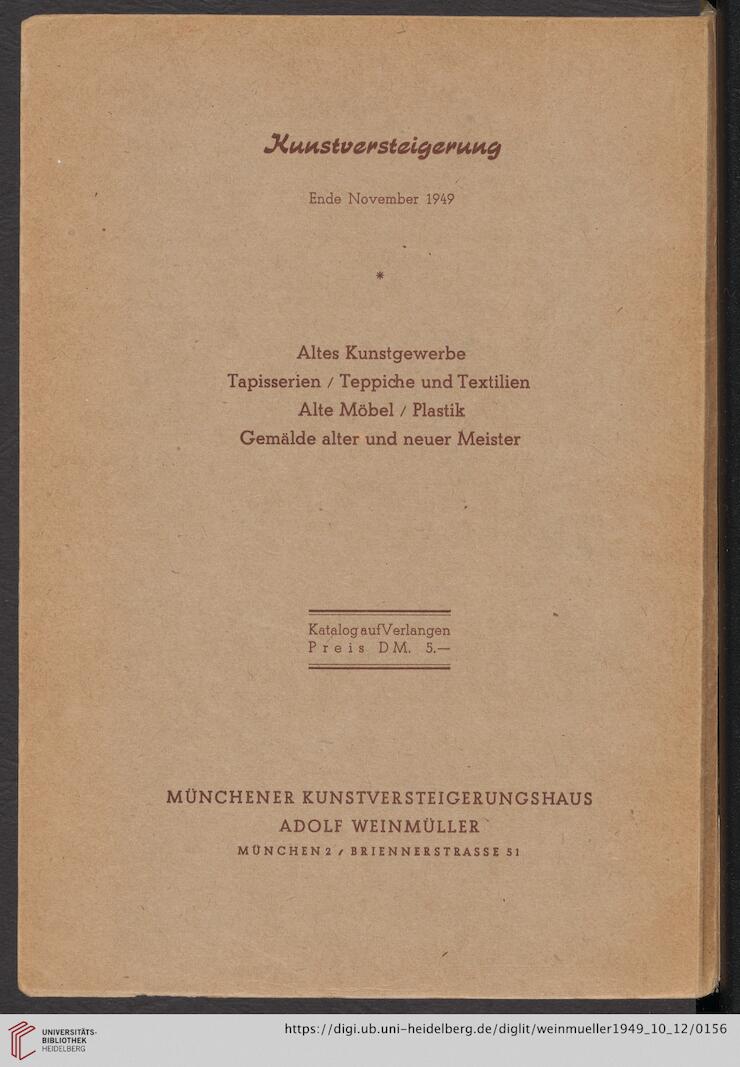 Kunstversteigerung
Ende November 1949
*
Altes Kunstgewerbe
Tapisserien / Teppiche und Textilien
Alte Möbel / Plastik
Gemälde alter und neuer Meister
Katalog auf Verlangen
Preis DM. 5.—
MÜNCHENER KUNSTVERSTEIGERUNGSHAUS
ADOLF WEINMÜLLER
MÜNCHEN 2 / BRIENNERSTRASSE 51
UNIVERSITÄTS-
BIBLIOTHEK
HEIDELBERG
https://digi.ub.uni-heidelberg.de/diglit/weinmueller1949_10_12/0156